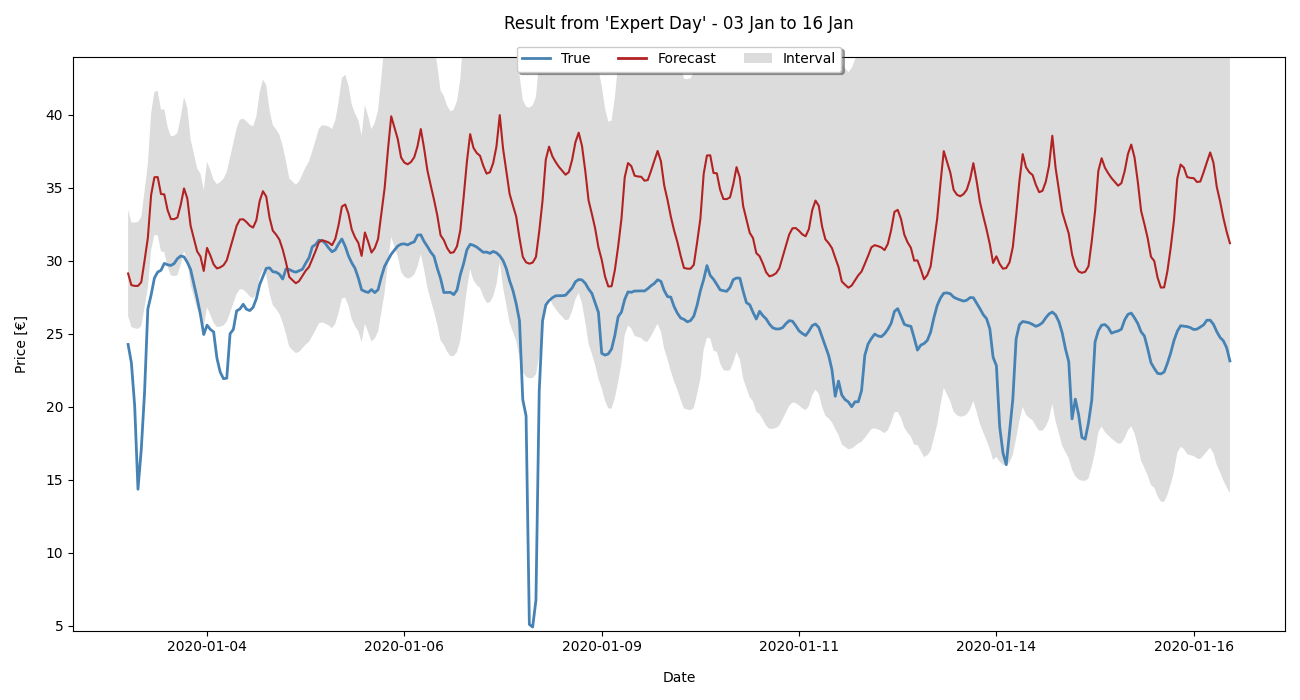 Result from 'Expert Day' - 03 Jan to 16 Jan
True Forecast Interval
40
35
30
25
20
15
10
5
Price [€]
2020-01-04 2020-01-06 2020-01-09 2020-01-11 2020-01-14 2020-01-16
Date